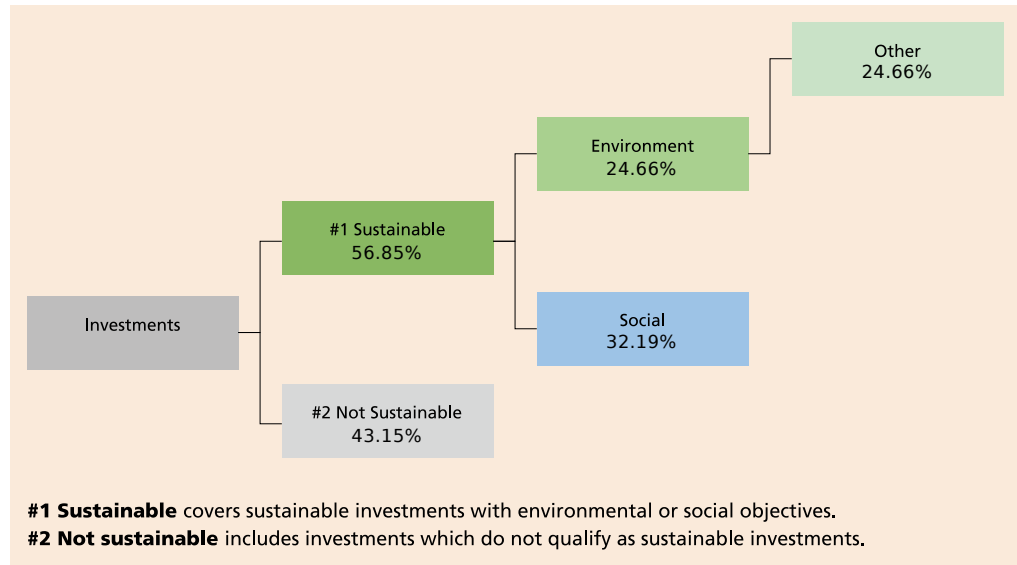 Other
24.66%
Environment
24.66%
#1 Sustainable
56.85%
Investments
Social
32.19%
#2 Not Sustainable
43.15%
#1 Sustainable covers sustainable investments with environmental or social objectives.
#2 Not sustainable includes investments which do not qualify as sustainable investments.